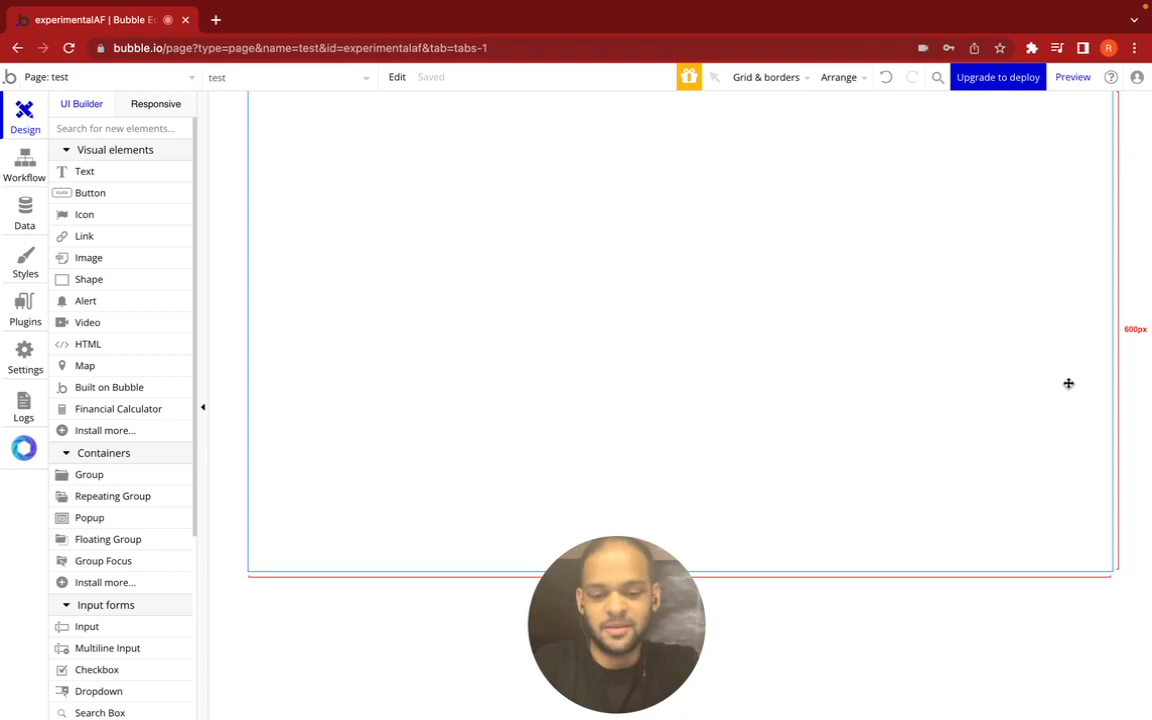 experimentalAF | Bubble Ed
bubble.io/page?type=page&name=test&id=experimentalaf&tab=tabs-1
R
Page: test
test
Edit
Saved
Grid & borders
Arrange
Upgrade to deploy
Preview
Design
Workflow
Data
Styles
Plugins
Settings
Logs
UI Builder
Responsive
Search for new elements...
Visual elements
Text
CLICK
Button
Icon
Link
Image
Shape
Alert
Video
HTML
Map
Built on Bubble
Financial Calculator
Install more...
Containers
Group
Repeating Group
Popup
Floating Group
Group Focus
Install more...
Input forms
Input
Multiline Input
Checkbox
Dropdown
Search Box
600px